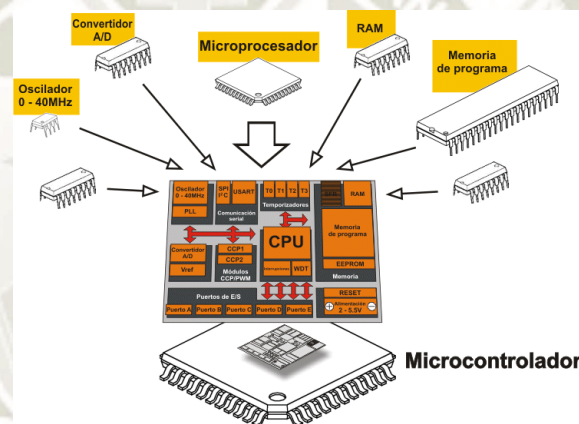 Convertidor
A/D
Microprocesador
RAM
Memoria
de programa
Oscilador
0 - 40MHz
Oscilador
0 - 40MHz
PLL
SPI
I²C
USART
Comunicación
serial
T0 T1 T2 T3
Temporizadores
RAM
Memoria
de programa
EEPROM
Memoria
Convertidor
A/D
Vref
CCP1
CCP2
Módulos
CCP/PWM
CPU
WDT
Puertos de E/S
Puerto A Puerto B Puerto C Puerto D Puerto E
RESET
Alimentación
2 - 5.5V
Microcontrolador